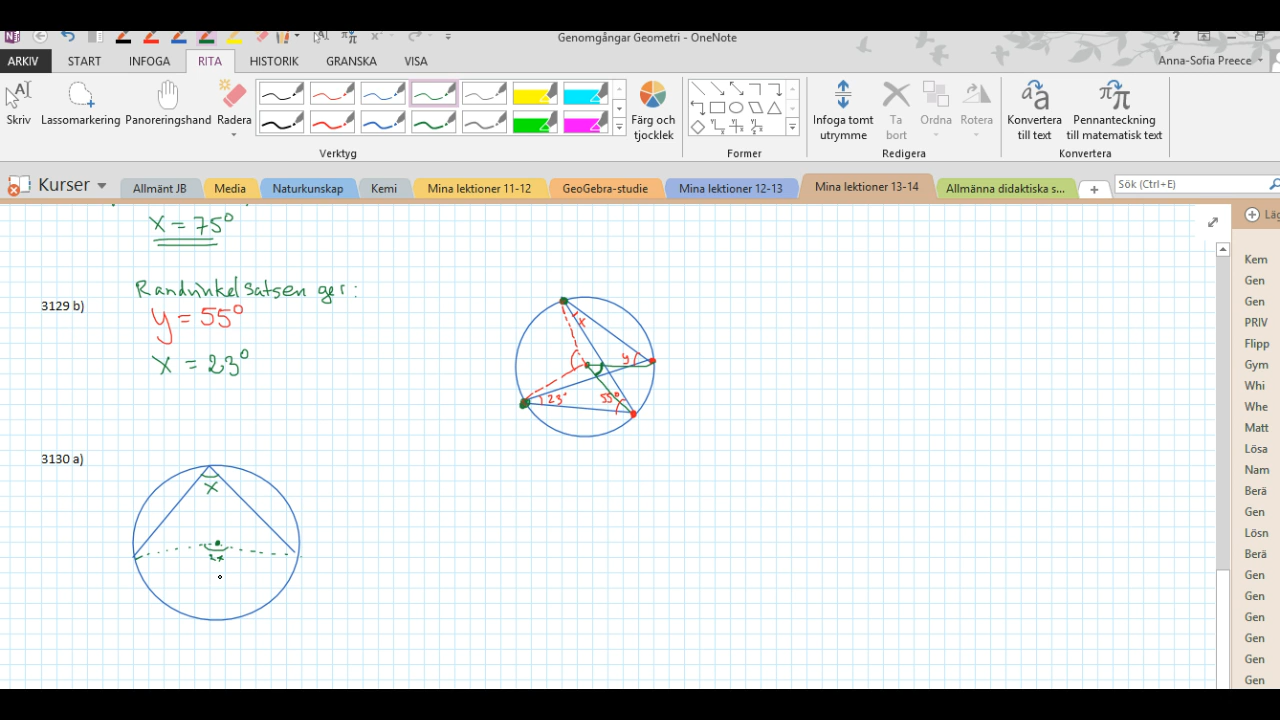 Genomgångar Geometri - OneNote
ARKIV START INFOGA RITA HISTORIK GRANSKA VISA
Anna-Sofia Preece
Skriv Lassomarkering Panoreringshand Radera
Färg och tjocklek
Infoga tomt utrymme
Ta bort
Ordna Rotera
Konvertera till text
Pennanteckning till matematisk text
Verktyg Former Redigera Konvertera
Kurser Allmänt JB Media Naturkunskap Kemi Mina lektioner 11-12 GeoGebra-studie Mina lektioner 12-13 Mina lektioner 13-14 Allmänna didaktiska s... + Sök (Ctrl+E)
x = 75°
Läg
Kem
Gen
Gen
PRIV
Flipp
Gym
Whi
Whe
Matt
Lösa
Nam
Berä
Gen
Lösn
Berä
Gen
Gen
Gen
Gen
Gen
Gen
Randvinkelsatsen ger:
3129 b)
y = 55°
x = 23°
x
y
23°
55°
3130 a)
x
2x